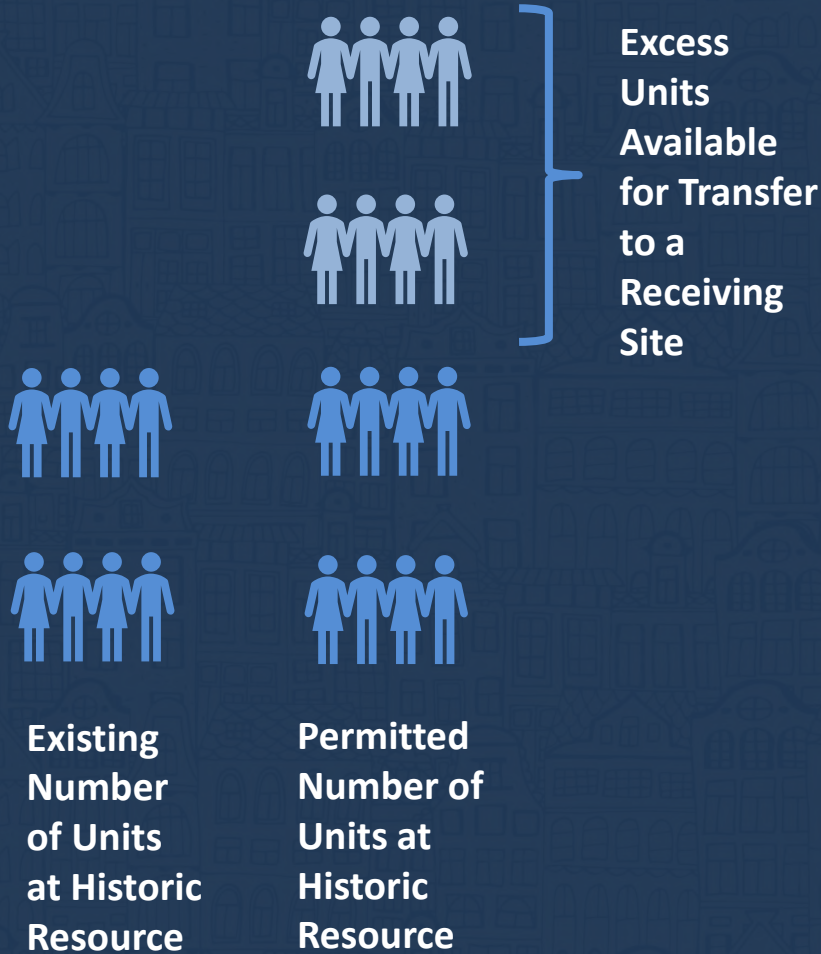 Excess
Units
Available
for Transfer
to a
Receiving
Site
Existing
Number
of Units
at Historic
Resource
Permitted
Number of
Units at
Historic
Resource